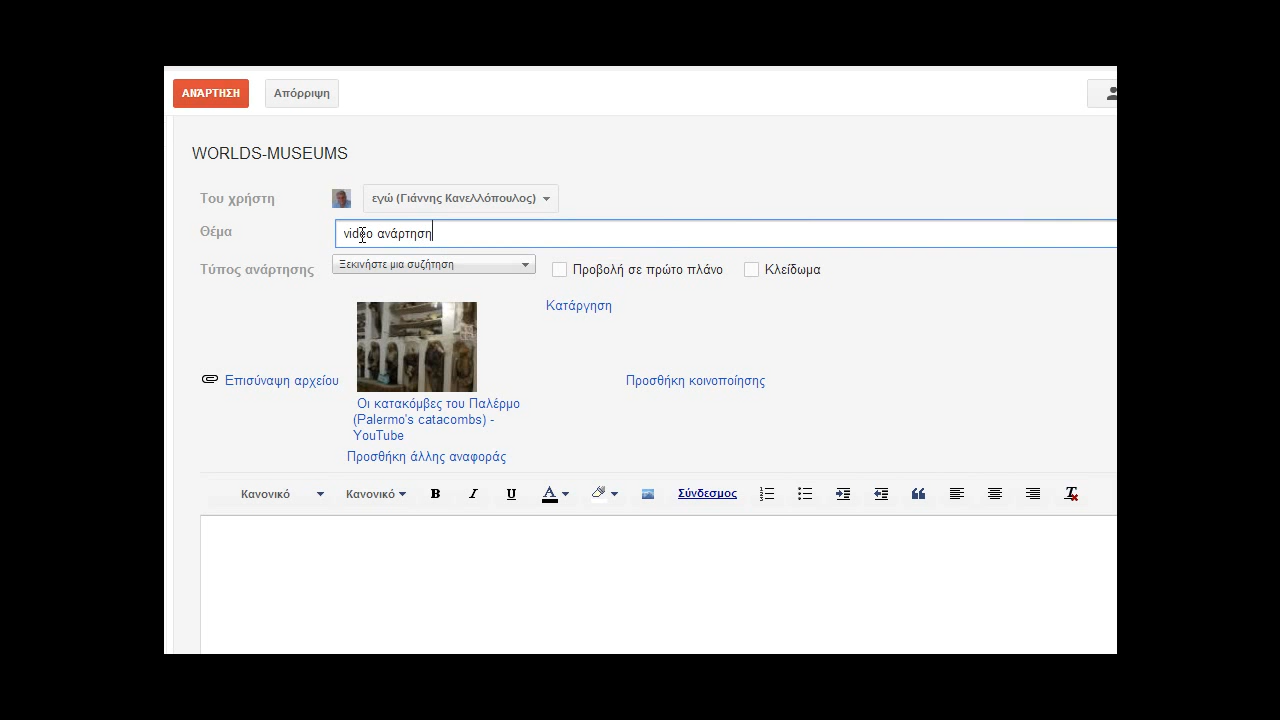 ΑΝΆΡΤΗΣΗ Απόρριψη
WORLDS-MUSEUMS
Του χρήστη εγώ (Γιάννης Κανελλόπουλος)
Θέμα video ανάρτηση
Τύπος ανάρτησης Ξεκινήστε μια συζήτηση Προβολή σε πρώτο πλάνο Κλείδωμα
Κατάργηση
Επισύναψη αρχείου Προσθήκη κοινοποίησης
Οι κατακόμβες του Παλέρμο
(Palermo's catacombs) -
YouTube
Προσθήκη άλλης αναφοράς
Κανονικό Κανονικό B I U A Σύνδεσμος